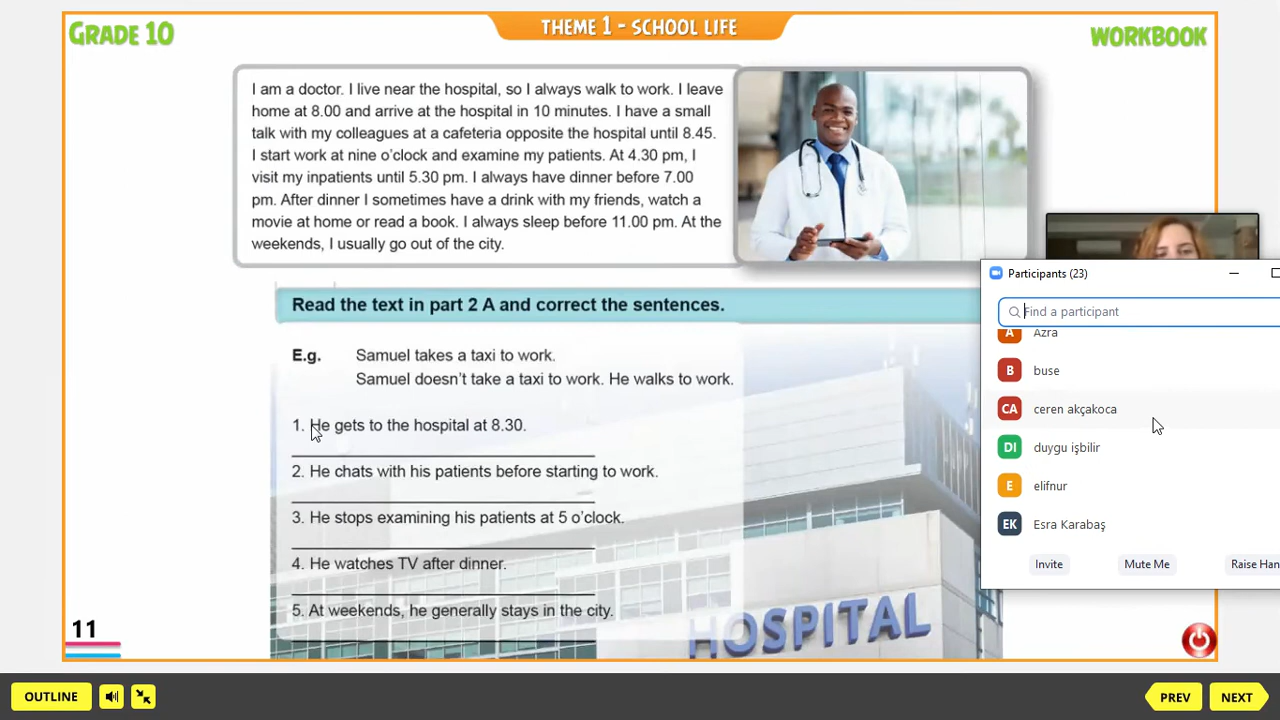 GRADE 10
THEME 1 - SCHOOL LIFE
WORKBOOK
I am a doctor. I live near the hospital, so I always walk to work. I leave
home at 8.00 and arrive at the hospital in 10 minutes. I have a small
talk with my colleagues at a cafeteria opposite the hospital until 8.45.
I start work at nine o'clock and examine my patients. At 4.30 pm, I
visit my inpatients until 5.30 pm. I always have dinner before 7.00
pm. After dinner I sometimes have a drink with my friends, watch a
movie at home or read a book. I always sleep before 11.00 pm. At the
weekends, I usually go out of the city.
Read the text in part 2 A and correct the sentences.
E.g. Samuel takes a taxi to work.
Samuel doesn't take a taxi to work. He walks to work.
1. He gets to the hospital at 8.30.
2. He chats with his patients before starting to work.
3. He stops examining his patients at 5 o'clock.
4. He watches TV after dinner.
5. At weekends, he generally stays in the city.
HOSPITAL
11
Participants (23)
Find a participant
A Azra
B buse
CA ceren akçakoca
DI duygu işbilir
E elifnur
EK Esra Karabaş
Invite
Mute Me
Raise Han
OUTLINE
PREV
NEXT